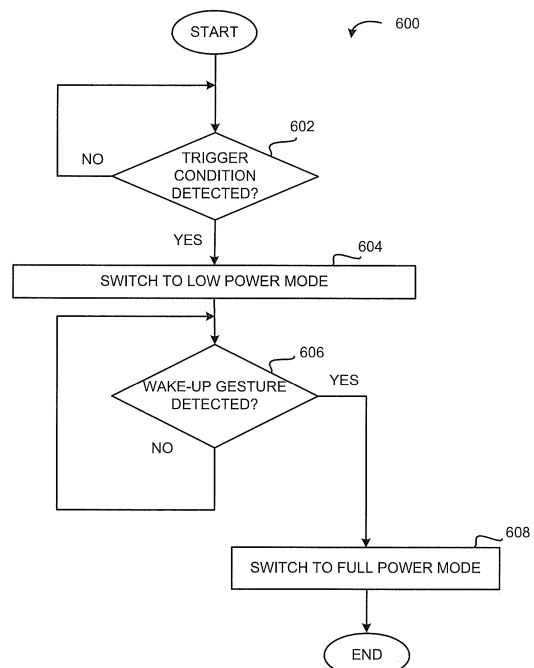 START
600
602
NO
TRIGGER
CONDITION
DETECTED?
YES
604
SWITCH TO LOW POWER MODE
606
WAKE-UP GESTURE
DETECTED?
YES
NO
608
SWITCH TO FULL POWER MODE
END